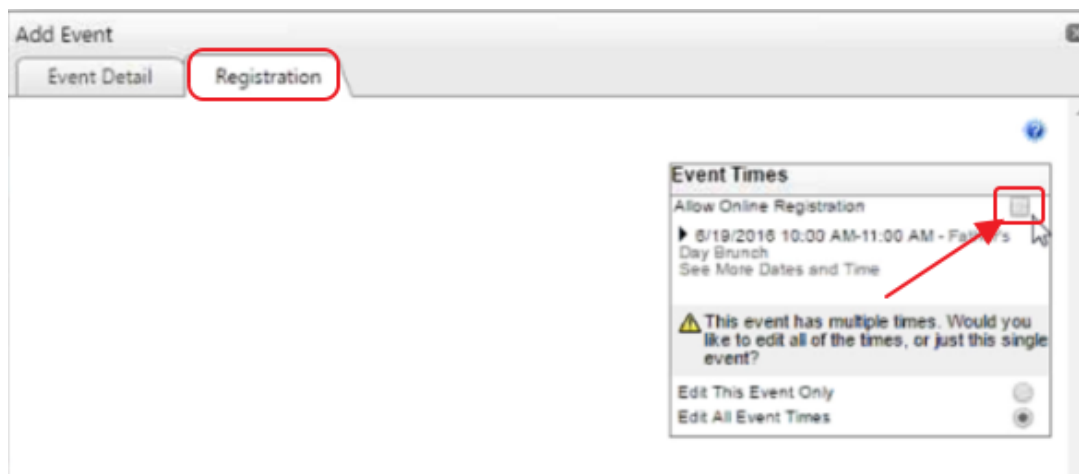 Add Event
Event Detail
Registration
Event Times
Allow Online Registration
6/19/2016 10:00 AM-11:00 AM - Father's
Day Brunch
See More Dates and Time
This event has multiple times. Would you
like to edit all of the times, or just this single
event?
Edit This Event Only
Edit All Event Times